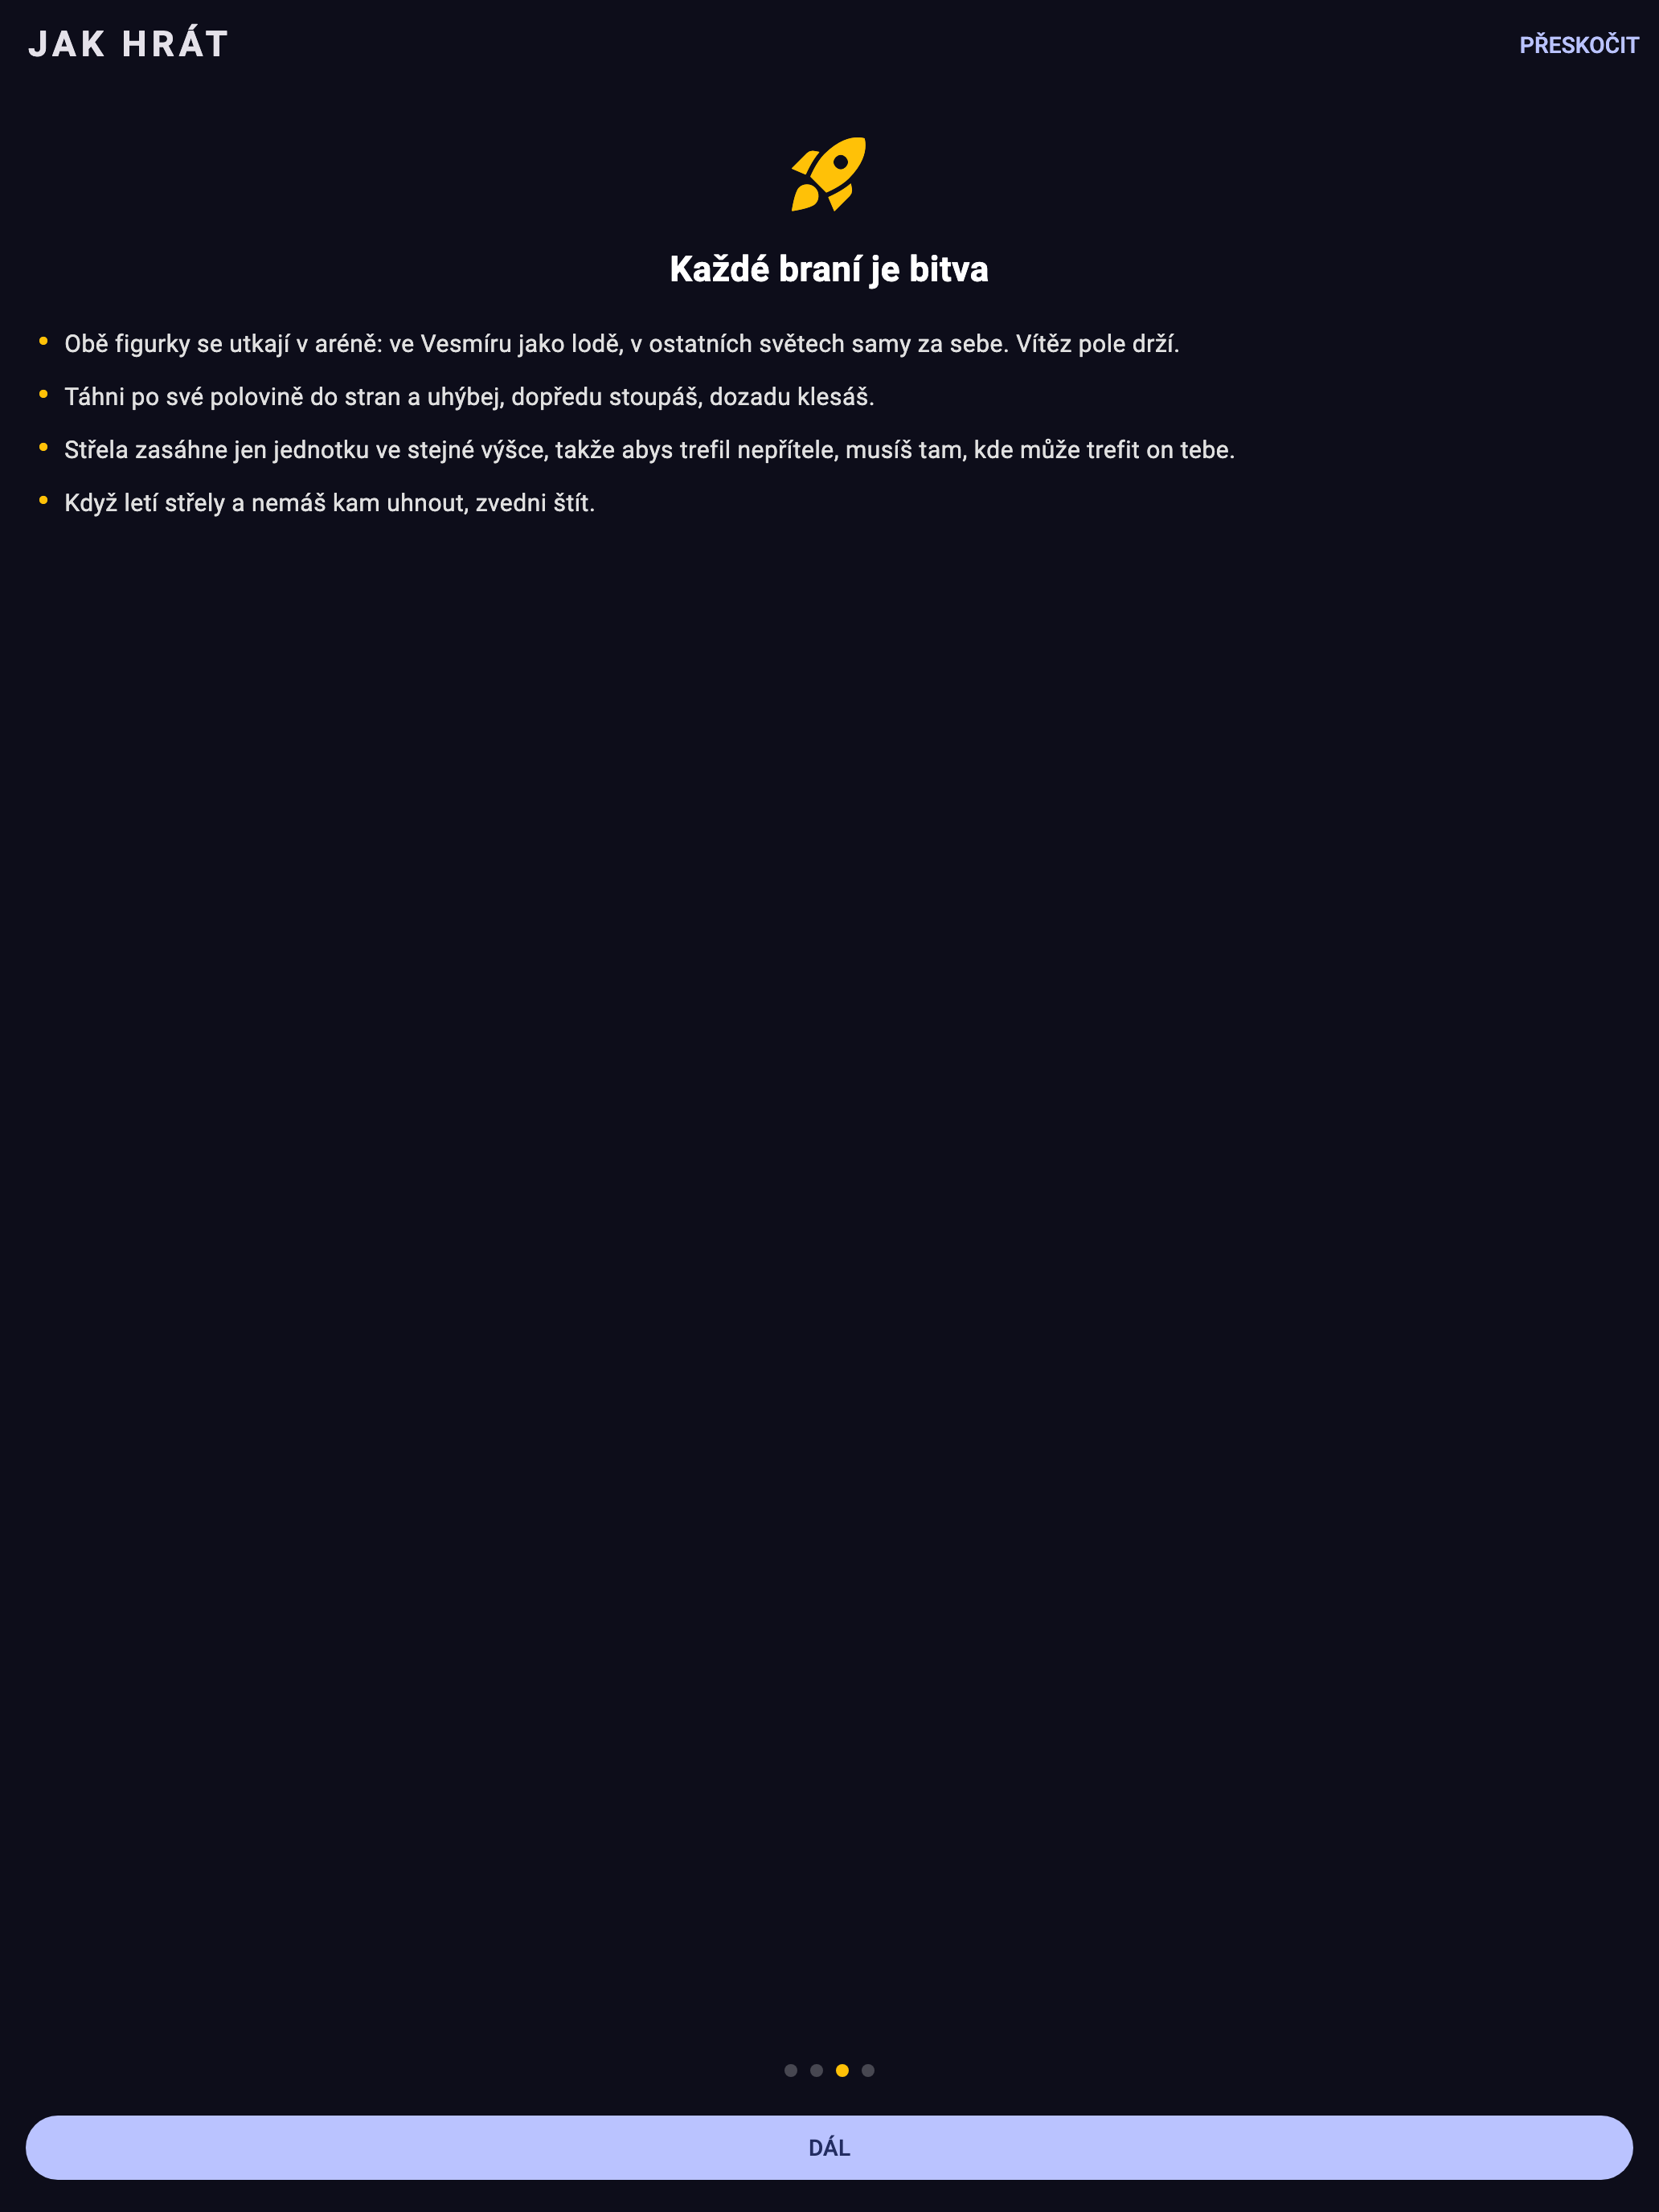 JAK HRÁT
PŘESKOČIT
Každé braní je bitva
Obě figurky se utkají v aréně: ve Vesmíru jako lodě, v ostatních světech samy za sebe. Vítěz pole drží.
Táhni po své polovině do stran a uhýbej, dopředu stoupáš, dozadu klesáš.
Střela zasáhne jen jednotku ve stejné výšce, takže abys trefil nepřítele, musíš tam, kde může trefit on tebe.
Když letí střely a nemáš kam uhnout, zvedni štít.
DÁL